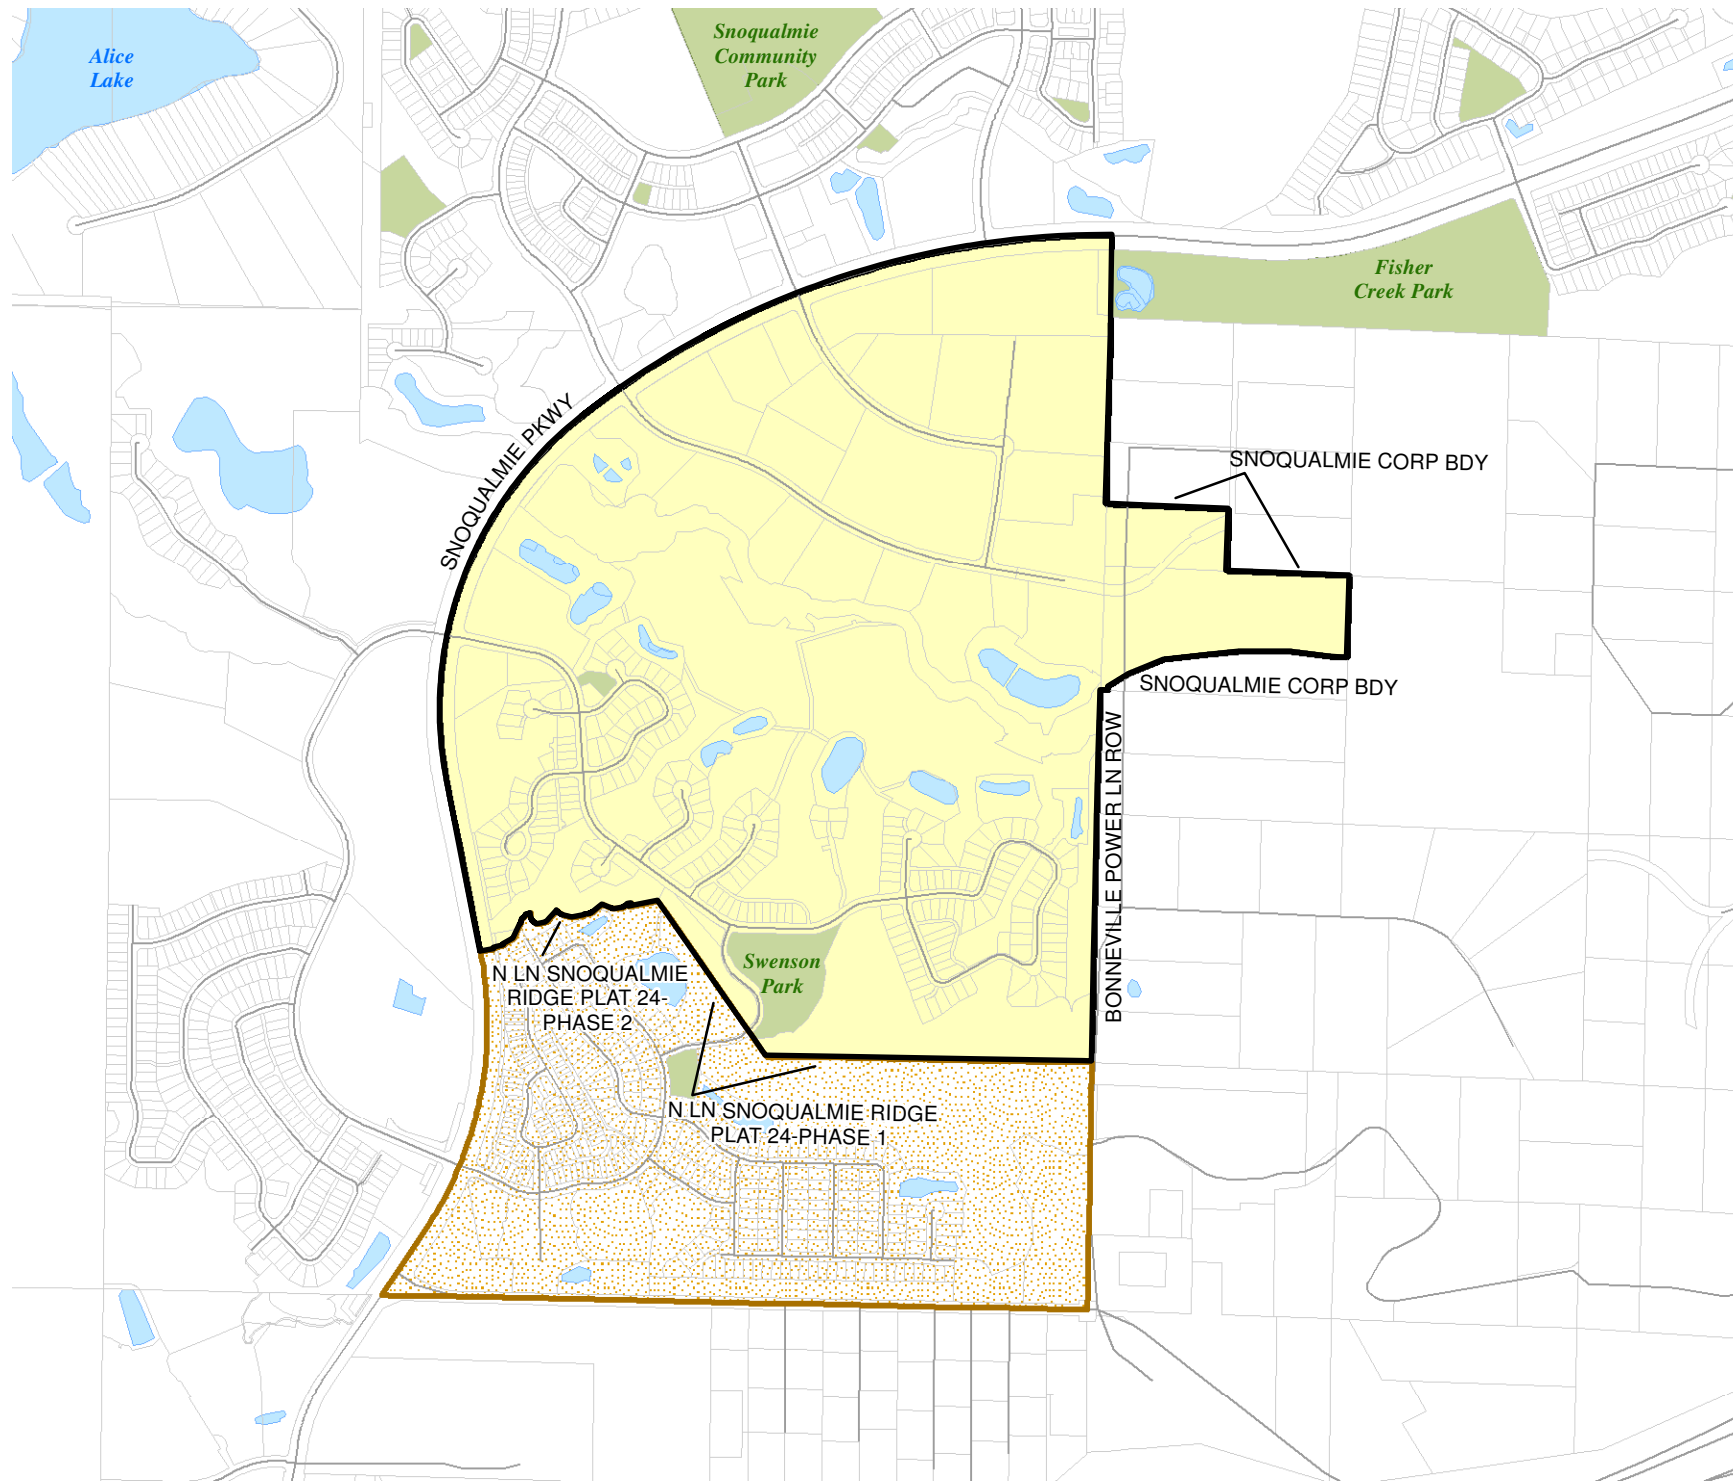 Alice
Lake
Snoqualmie
Community
Park
Fisher
Creek Park
SNOQUALMIE PKWY
SNOQUALMIE CORP BDY
SNOQUALMIE CORP BDY
BONNEVILLE POWER LN ROW
Swenson
Park
N LN SNOQUALMIE
RIDGE PLAT 24-
PHASE 2
N LN SNOQUALMIE RIDGE
PLAT 24-PHASE 1